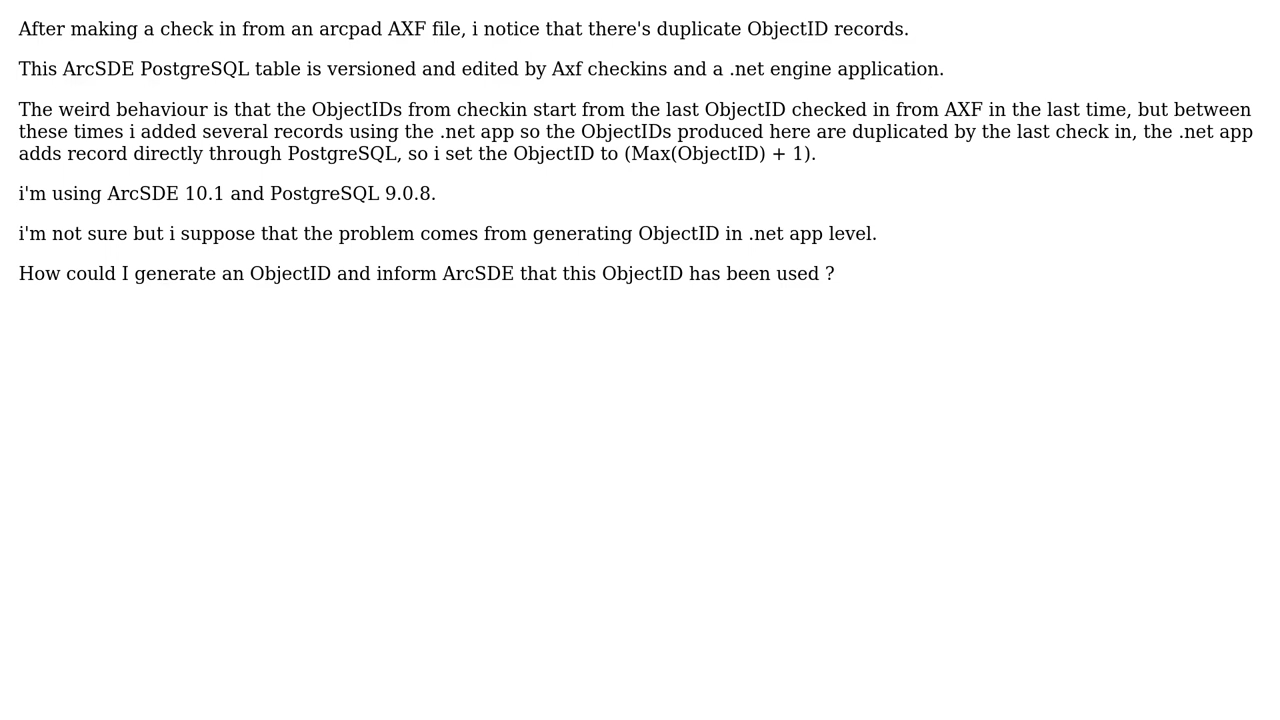 After making a check in from an arcpad AXF file, i notice that there's duplicate ObjectID records.
This ArcSDE PostgreSQL table is versioned and edited by Axf checkins and a .net engine application.
The weird behaviour is that the ObjectIDs from checkin start from the last ObjectID checked in from AXF in the last time, but between
these times i added several records using the .net app so the ObjectIDs produced here are duplicated by the last check in, the .net app
adds record directly through PostgreSQL, so i set the ObjectID to (Max(ObjectID) + 1).
i'm using ArcSDE 10.1 and PostgreSQL 9.0.8.
i'm not sure but i suppose that the problem comes from generating ObjectID in .net app level.
How could I generate an ObjectID and inform ArcSDE that this ObjectID has been used ?